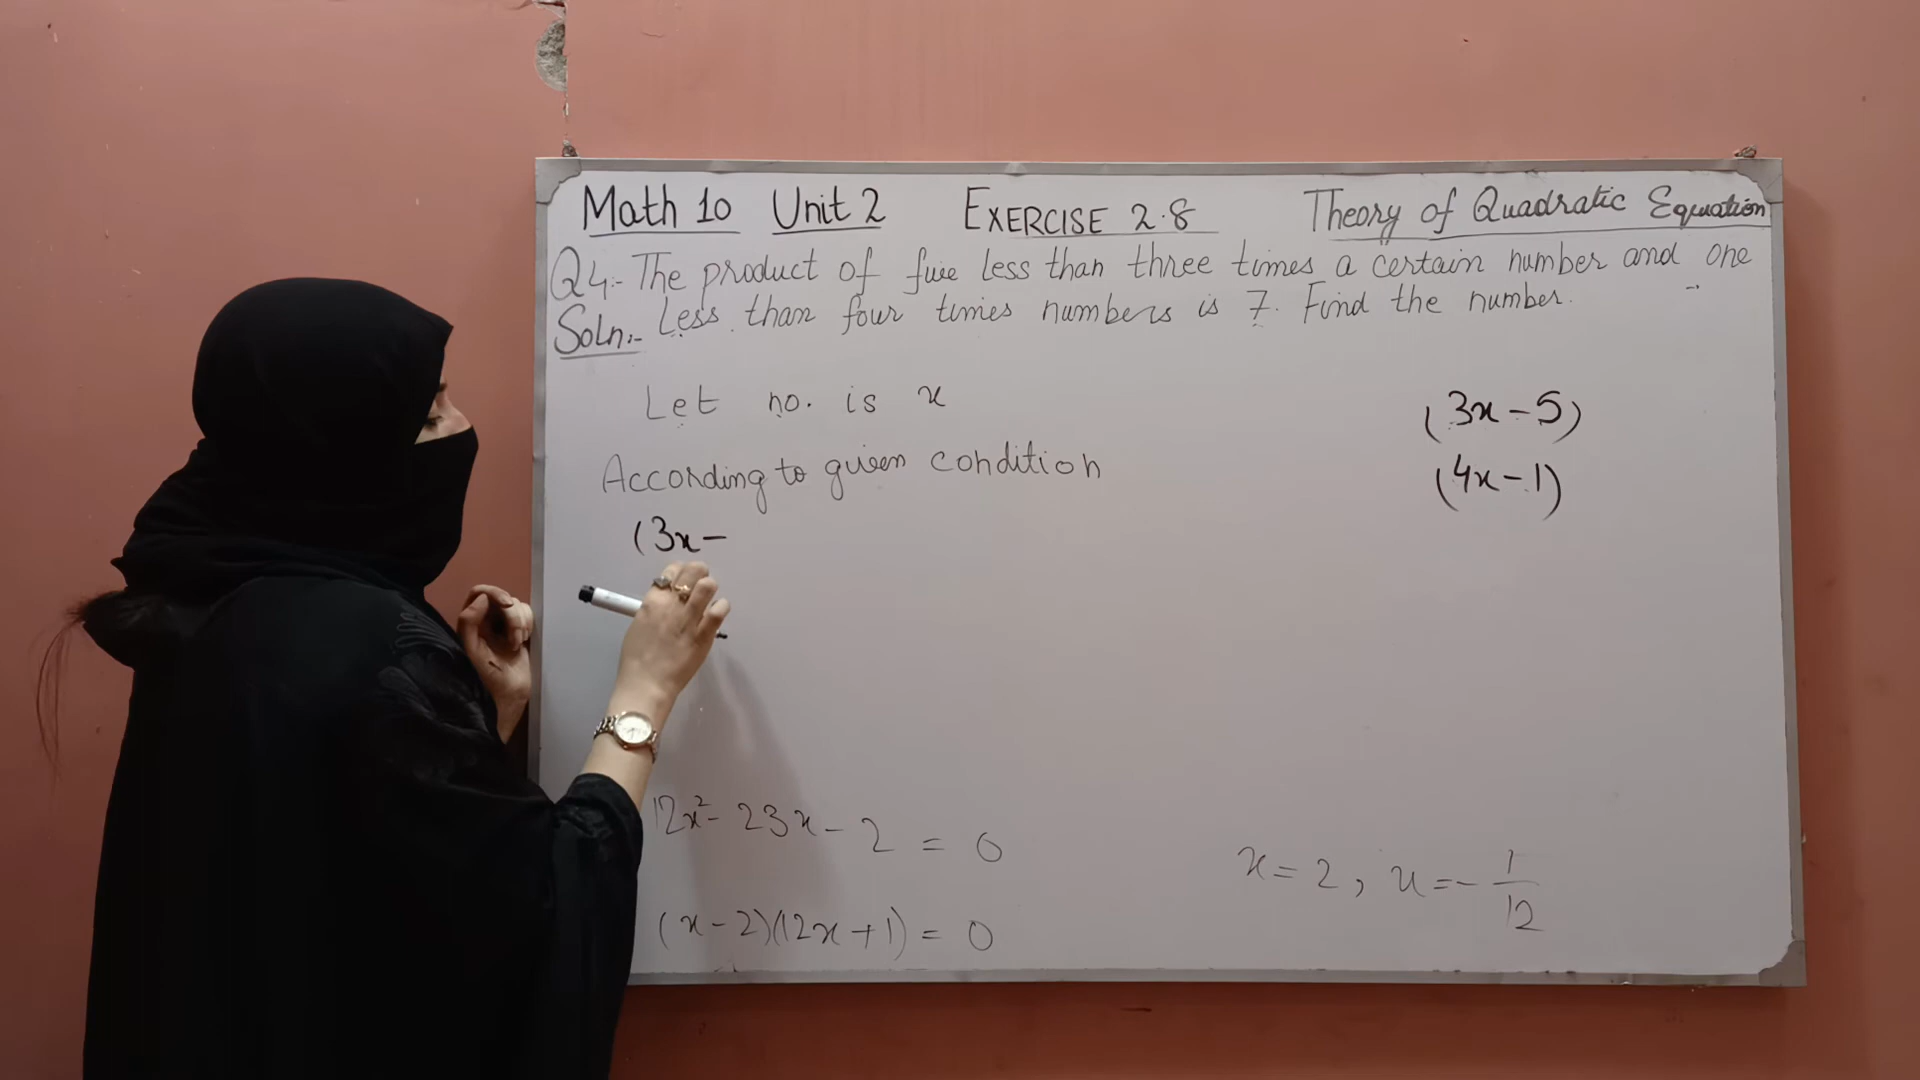 Math 10 Unit 2 EXERCISE 2.8 Theory of Quadratic Equation
Q4:- The product of five less than three times a certain number and one
Soln:- Less than four times numbers is 7. Find the number.
Let no. is x
(3x-5)
According to given condition
(4x-1)
(3x-
12x²- 23x - 2 = 0
x = 2, x = - 1/12
(x-2)(12x+1) = 0